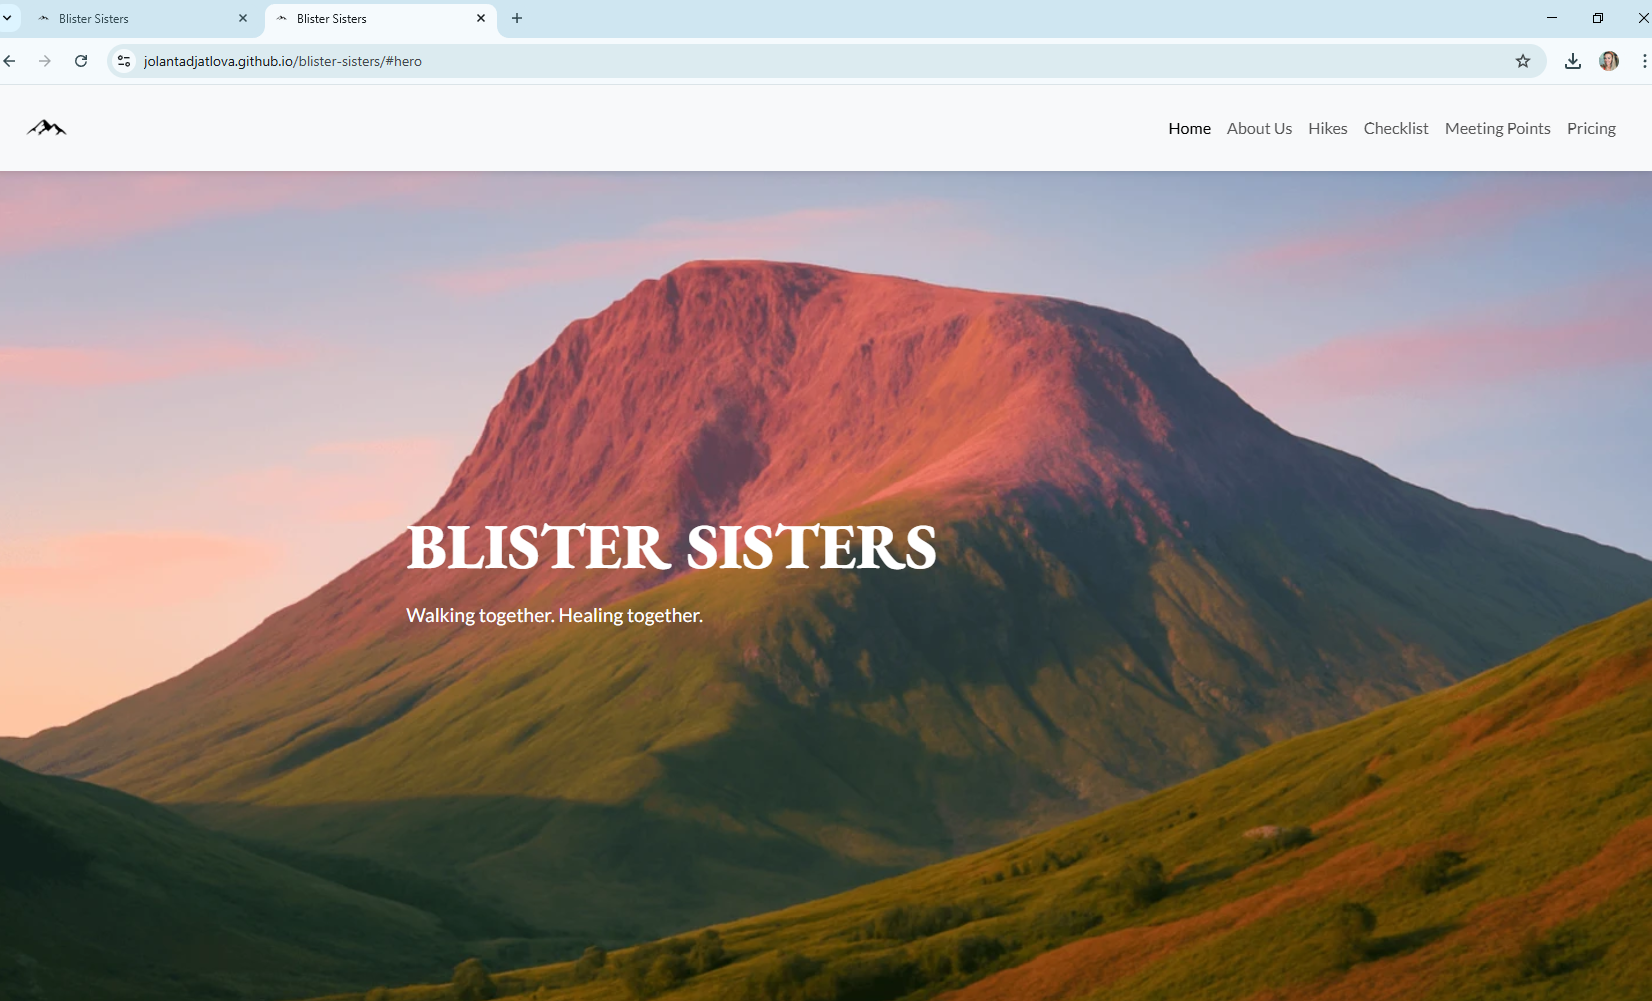 Blister Sisters
Blister Sisters
jolantadjatlova.github.io/blister-sisters/#hero
Home About Us Hikes Checklist Meeting Points Pricing
BLISTER SISTERS
Walking together. Healing together.